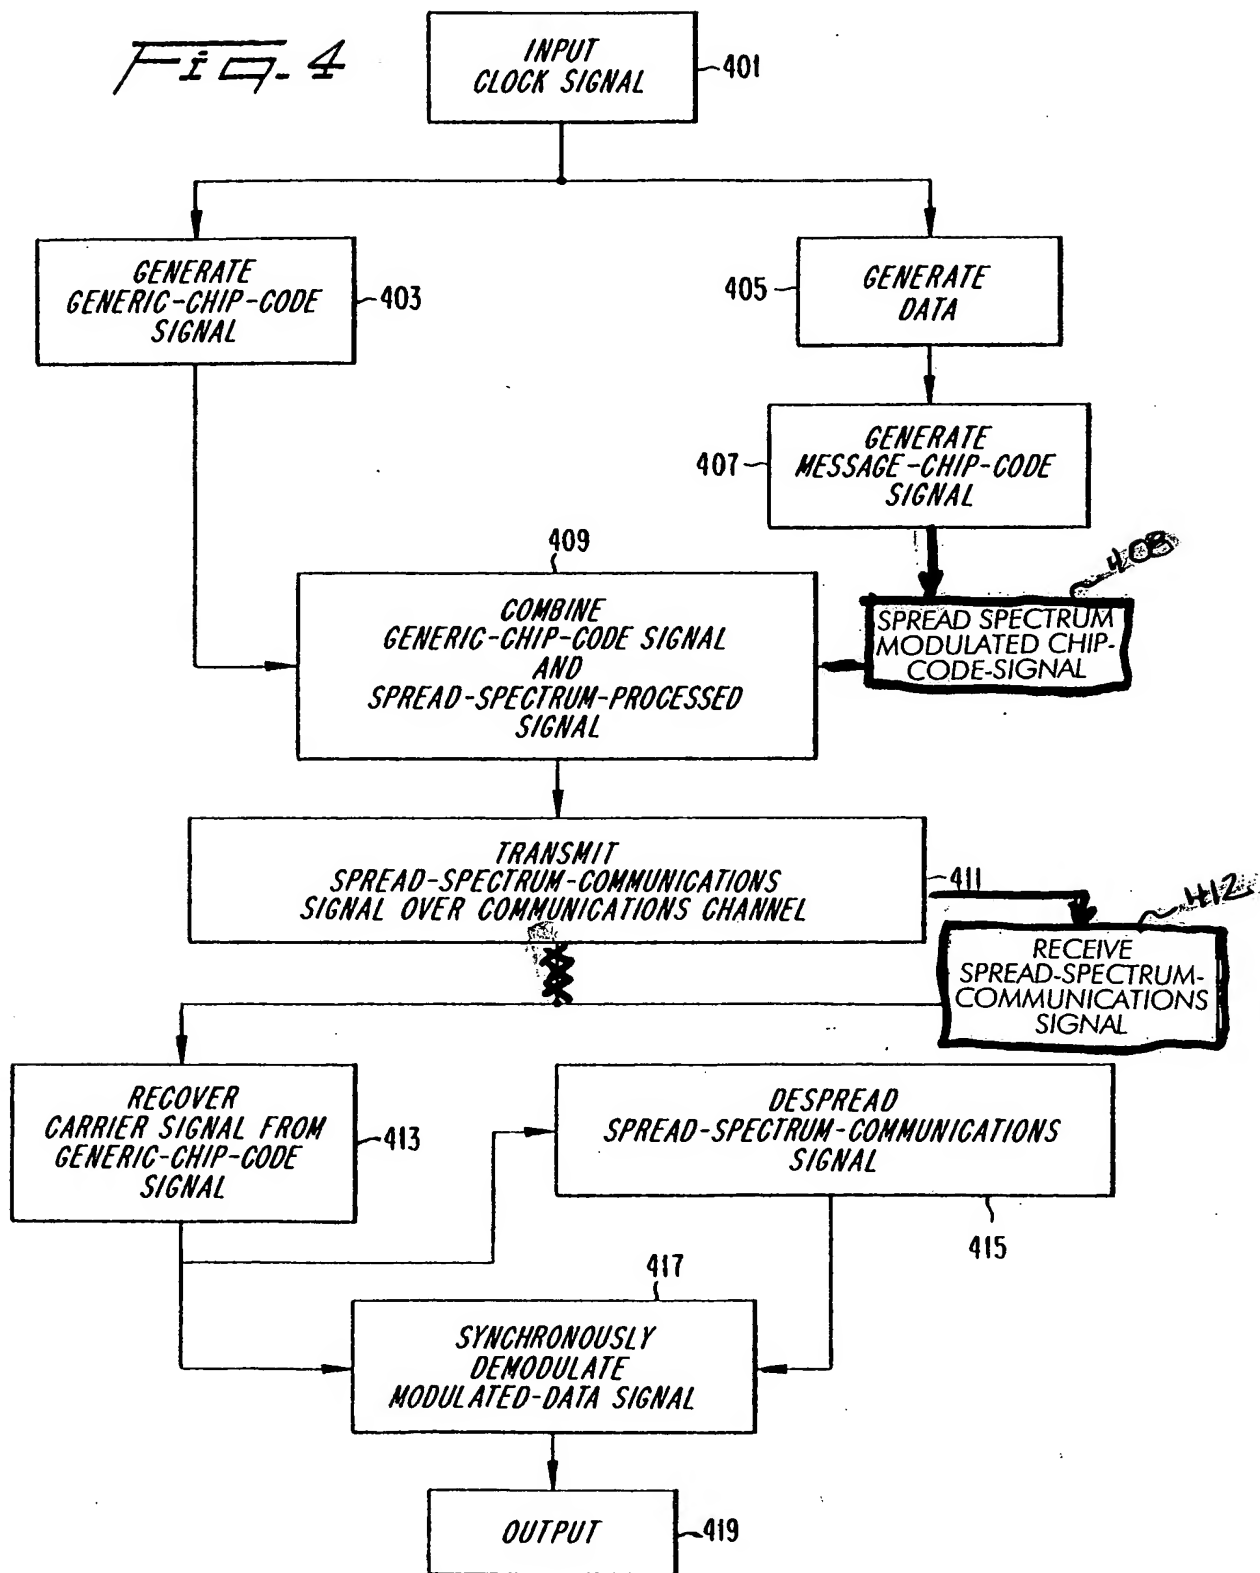 Fig. 4
INPUT
CLOCK SIGNAL
401
GENERATE
GENERIC-CHIP-CODE
SIGNAL
403
405
GENERATE
DATA
407
GENERATE
MESSAGE-CHIP-CODE
SIGNAL
408
SPREAD SPECTRUM
MODULATED CHIP-
CODE-SIGNAL
409
COMBINE
GENERIC-CHIP-CODE SIGNAL
AND
SPREAD-SPECTRUM-PROCESSED
SIGNAL
TRANSMIT
SPREAD-SPECTRUM-COMMUNICATIONS
SIGNAL OVER COMMUNICATIONS CHANNEL
411
412
RECEIVE
SPREAD-SPECTRUM-
COMMUNICATIONS
SIGNAL
RECOVER
CARRIER SIGNAL FROM
GENERIC-CHIP-CODE
SIGNAL
413
DESPREAD
SPREAD-SPECTRUM-COMMUNICATIONS
SIGNAL
415
417
SYNCHRONOUSLY
DEMODULATE
MODULATED-DATA SIGNAL
OUTPUT
419